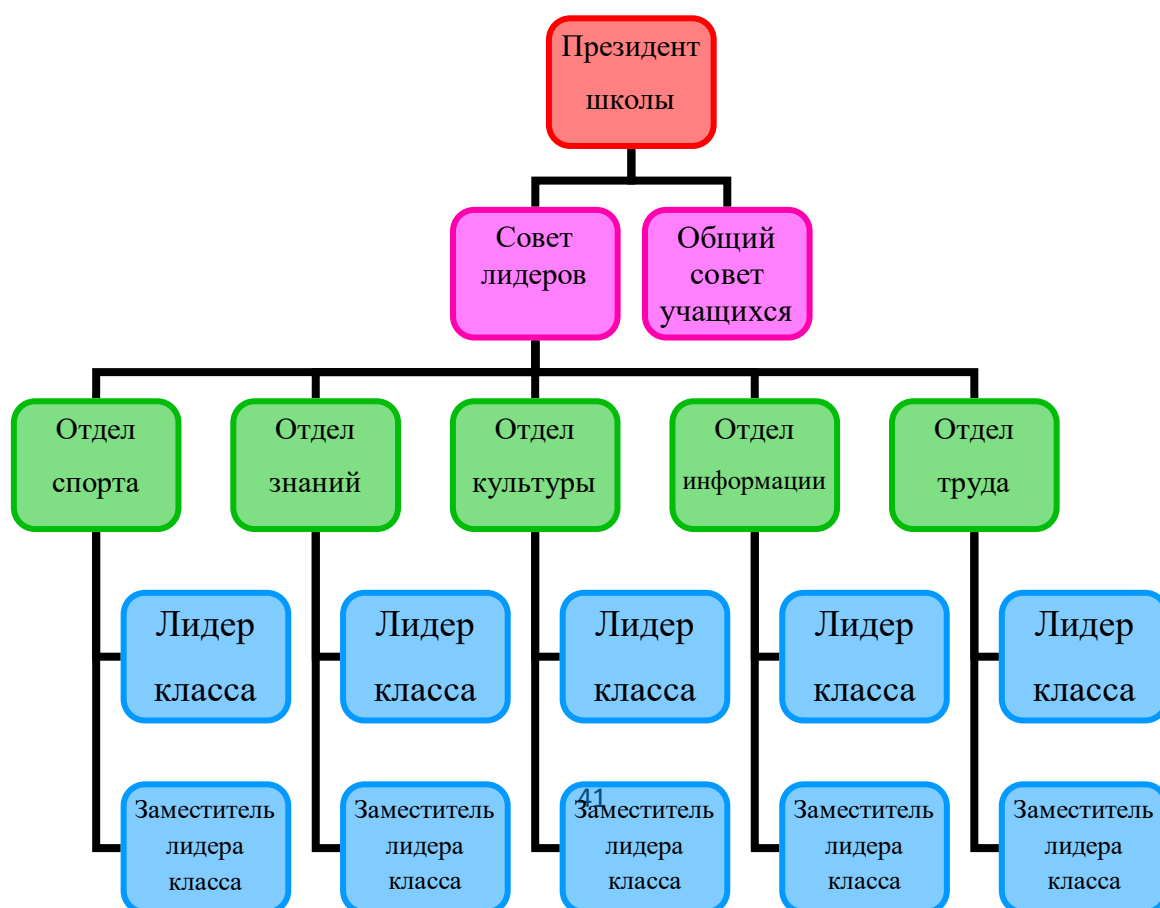 Президент
школы
Совет
лидеров
Общий
совет
учащихся
Отдел
спорта
Отдел
знаний
Отдел
культуры
Отдел
информации
Отдел
труда
Лидер
класса
Лидер
класса
Лидер
класса
Лидер
класса
Лидер
класса
41
Заместитель
лидера
класса
Заместитель
лидера
класса
Заместитель
лидера
класса
Заместитель
лидера
класса
Заместитель
лидера
класса